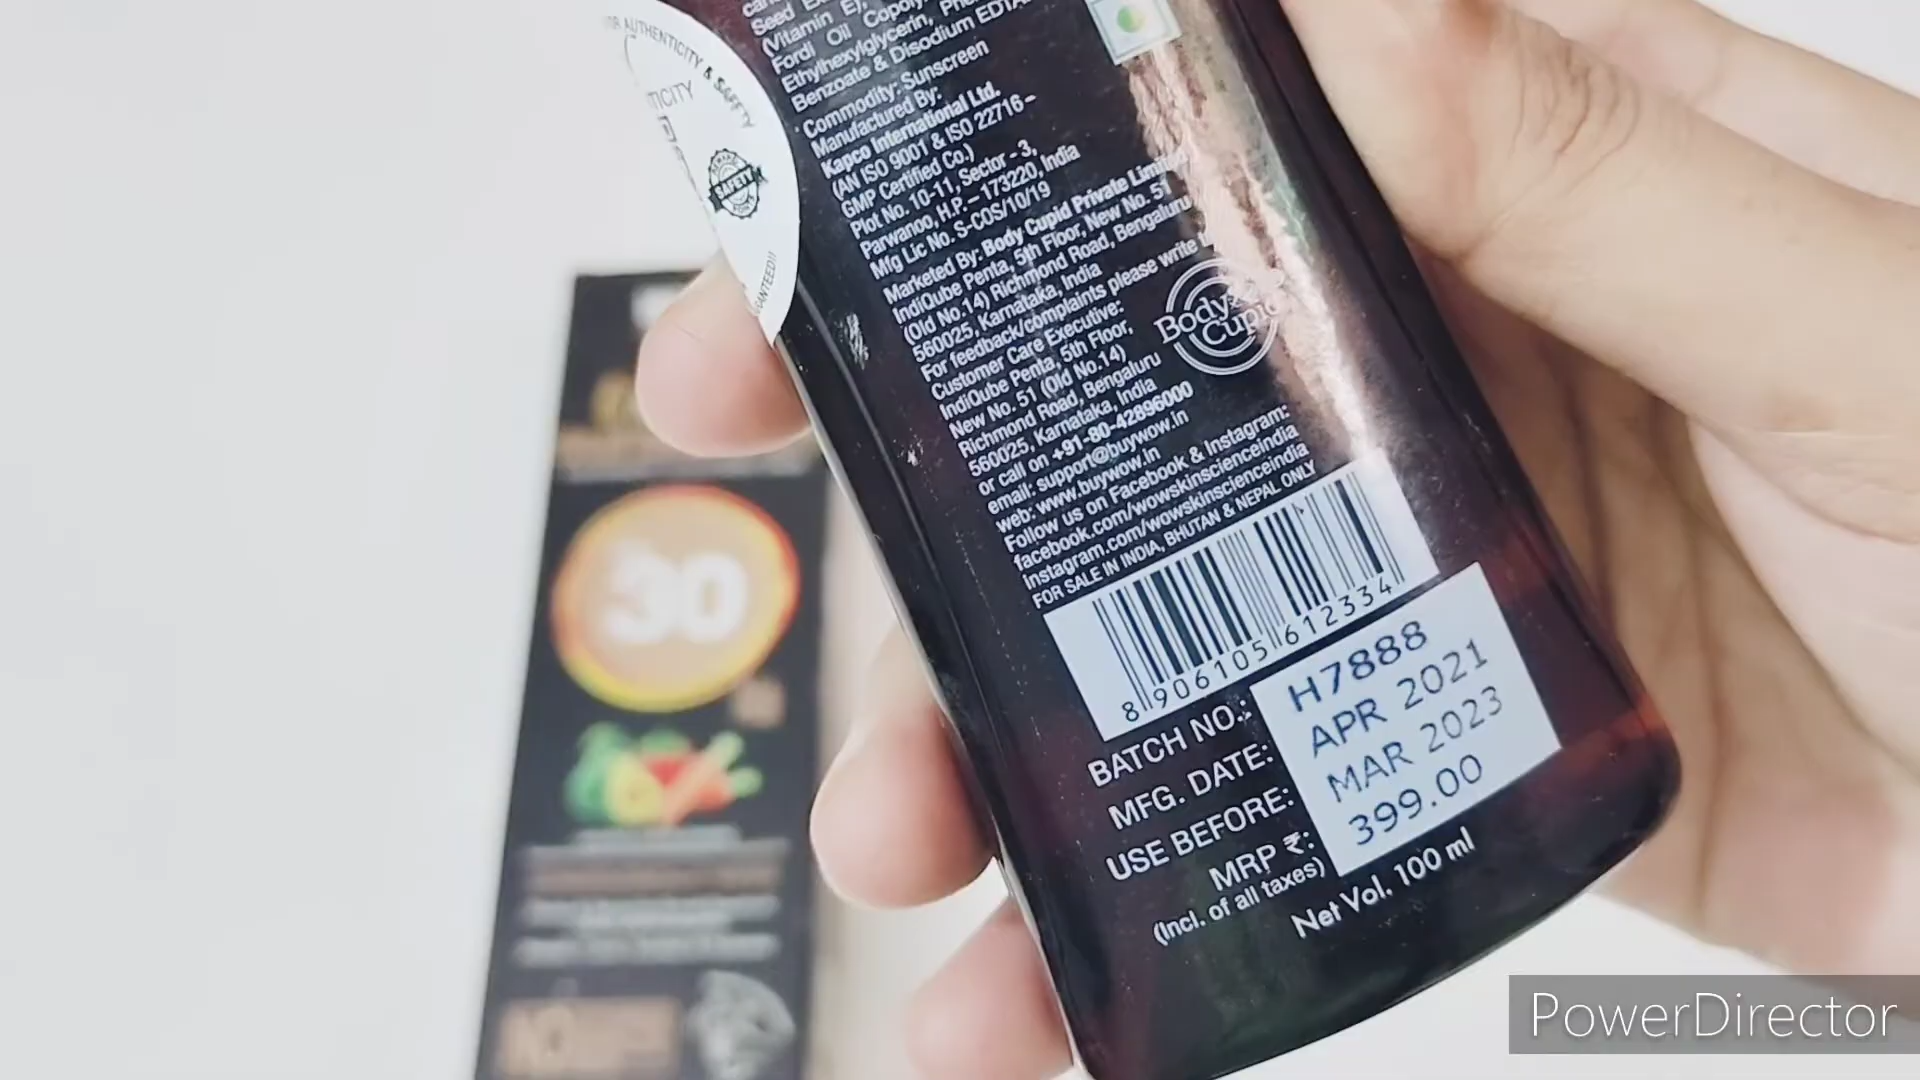 OR AUTHENTICITY & SAFETY
TICITY
SAFETY
Seed
(Vitamin E),
Fordi Oil
Ethylhexylglycerin,
Benzoate & Disodium EDTA
Commodity: Sunscreen
Manufactured By:
Kapco International Ltd.
(AN ISO 9001 & ISO 22716 –
GMP Certified Co.)
Plot No. 10-11, Sector - 3,
Parwanoo, H.P. – 173220, India
Mfg Lic No. S-COS/10/19
Marketed By: Body Cupid Private
IndiQube Penta, 5th Floor, New No. 51
(Old No.14) Richmond Road, Bengaluru
560025, Karnataka, India
For feedback/complaints please write
Customer Care Executive:
IndiQube Penta, 5th Floor,
New No. 51 (Old No.14)
Richmond Road, Bengaluru
560025, Karnataka, India
or call on +91-80-42896000
email: support@buywow.in
web: www.buywow.in
Follow us on Facebook & Instagram:
facebook.com/wowskinscienceindia
instagram.com/wowskinscienceindia
FOR SALE IN INDIA, BHUTAN & NEPAL ONLY
Body
Cupid
8 906105 612334
BATCH NO.: H7888
MFG. DATE: APR 2021
USE BEFORE: MAR 2023
MRP ₹: 399.00
(Incl. of all taxes)
Net Vol. 100 ml
30
PowerDirector